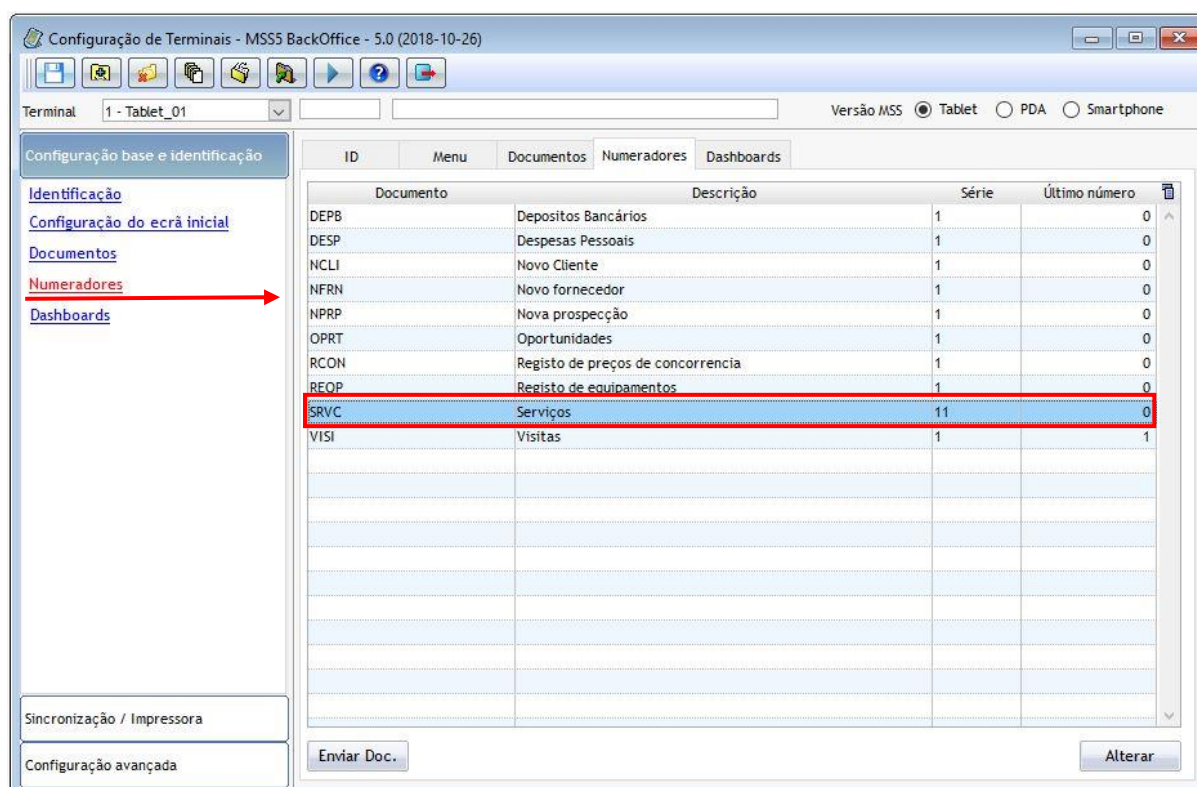 Configuração de Terminais - MSS5 BackOffice - 5.0 (2018-10-26)
Terminal 1 - Tablet_01 Versão MSS Tablet PDA Smartphone
Configuração base e identificação
Identificação
Configuração do ecrã inicial
Documentos
Numeradores
Dashboards
Sincronização / Impressora
Configuração avançada
ID Menu Documentos Numeradores Dashboards
Documento Descrição Série Último número
DEPB Depositos Bancários 1 0
DESP Despesas Pessoais 1 0
NCLI Novo Cliente 1 0
NFRN Novo fornecedor 1 0
NPRP Nova prospecção 1 0
OPRT Oportunidades 1 0
RCON Registo de preços de concorrencia 1 0
REQP Registo de equipamentos 1 0
SRVC Serviços 11 0
VISI Visitas 1 1
Enviar Doc. Alterar